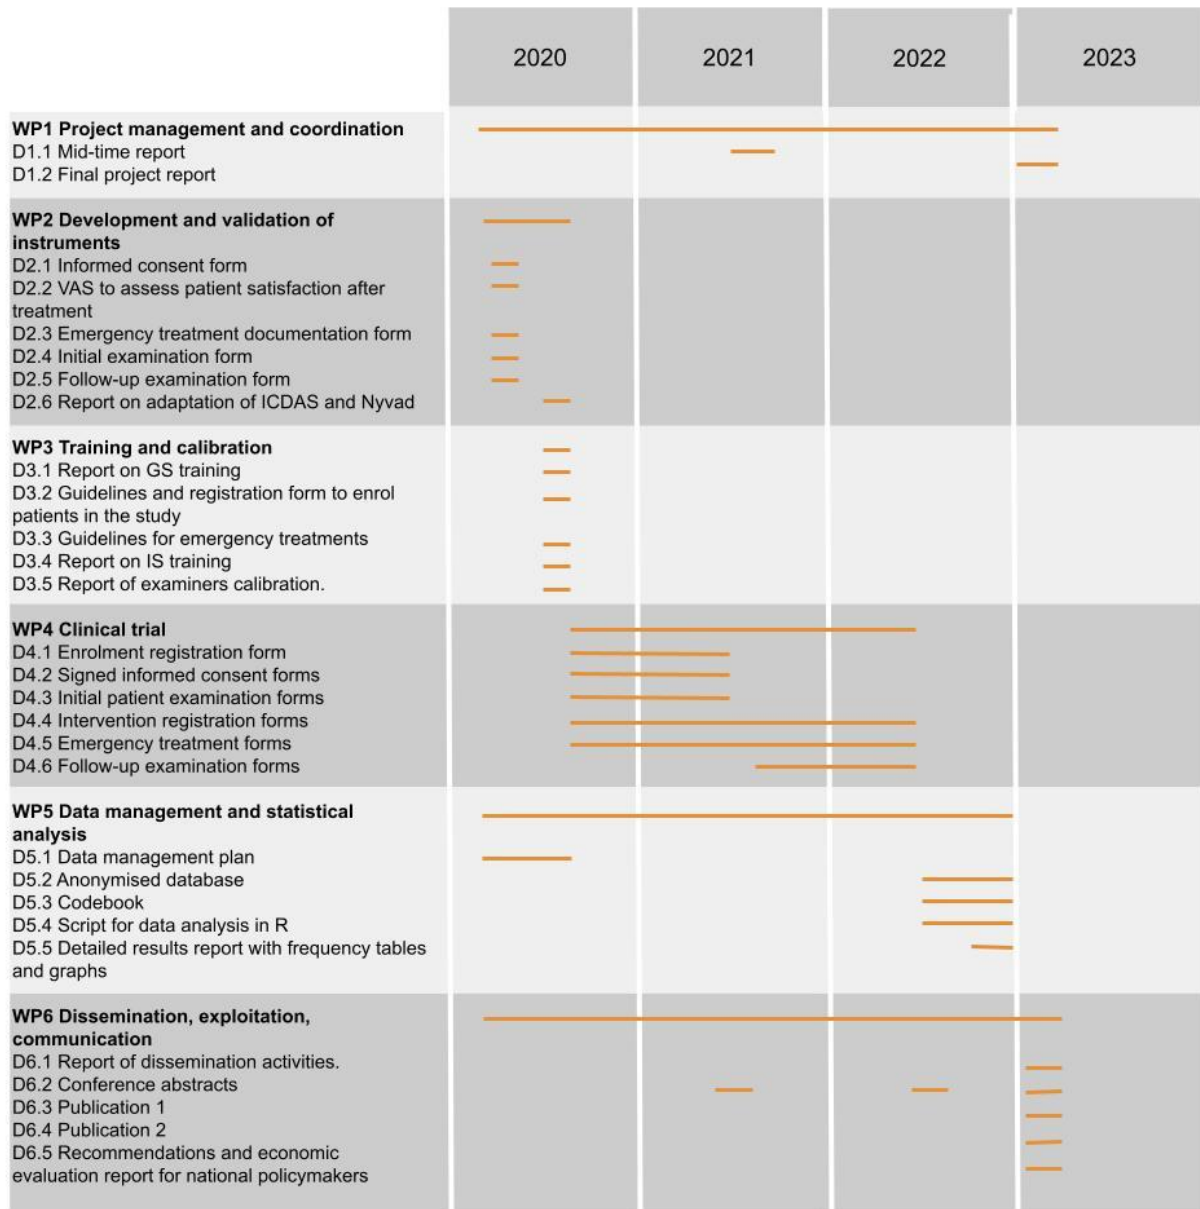 2020 2021 2022 2023
WP1 Project management and coordination
D1.1 Mid-time report
D1.2 Final project report
WP2 Development and validation of
instruments
D2.1 Informed consent form
D2.2 VAS to assess patient satisfaction after
treatment
D2.3 Emergency treatment documentation form
D2.4 Initial examination form
D2.5 Follow-up examination form
D2.6 Report on adaptation of ICDAS and Nyvad
WP3 Training and calibration
D3.1 Report on GS training
D3.2 Guidelines and registration form to enrol
patients in the study
D3.3 Guidelines for emergency treatments
D3.4 Report on IS training
D3.5 Report of examiners calibration.
WP4 Clinical trial
D4.1 Enrolment registration form
D4.2 Signed informed consent forms
D4.3 Initial patient examination forms
D4.4 Intervention registration forms
D4.5 Emergency treatment forms
D4.6 Follow-up examination forms
WP5 Data management and statistical
analysis
D5.1 Data management plan
D5.2 Anonymised database
D5.3 Codebook
D5.4 Script for data analysis in R
D5.5 Detailed results report with frequency tables
and graphs
WP6 Dissemination, exploitation,
communication
D6.1 Report of dissemination activities.
D6.2 Conference abstracts
D6.3 Publication 1
D6.4 Publication 2
D6.5 Recommendations and economic
evaluation report for national policymakers